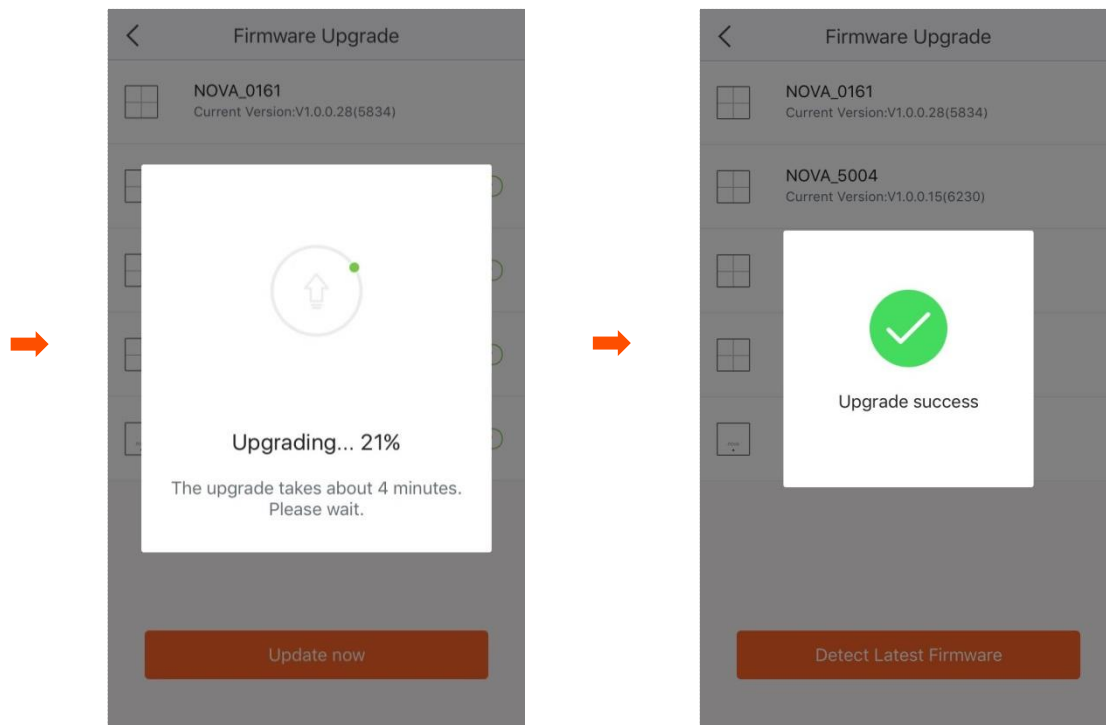 Firmware Upgrade
NOVA_0161
Current Version:V1.0.0.28(5834)
Upgrading... 21%
The upgrade takes about 4 minutes.
Please wait.
Update now
Firmware Upgrade
NOVA_0161
Current Version:V1.0.0.28(5834)
NOVA_5004
Current Version:V1.0.0.15(6230)
Upgrade success
Detect Latest Firmware